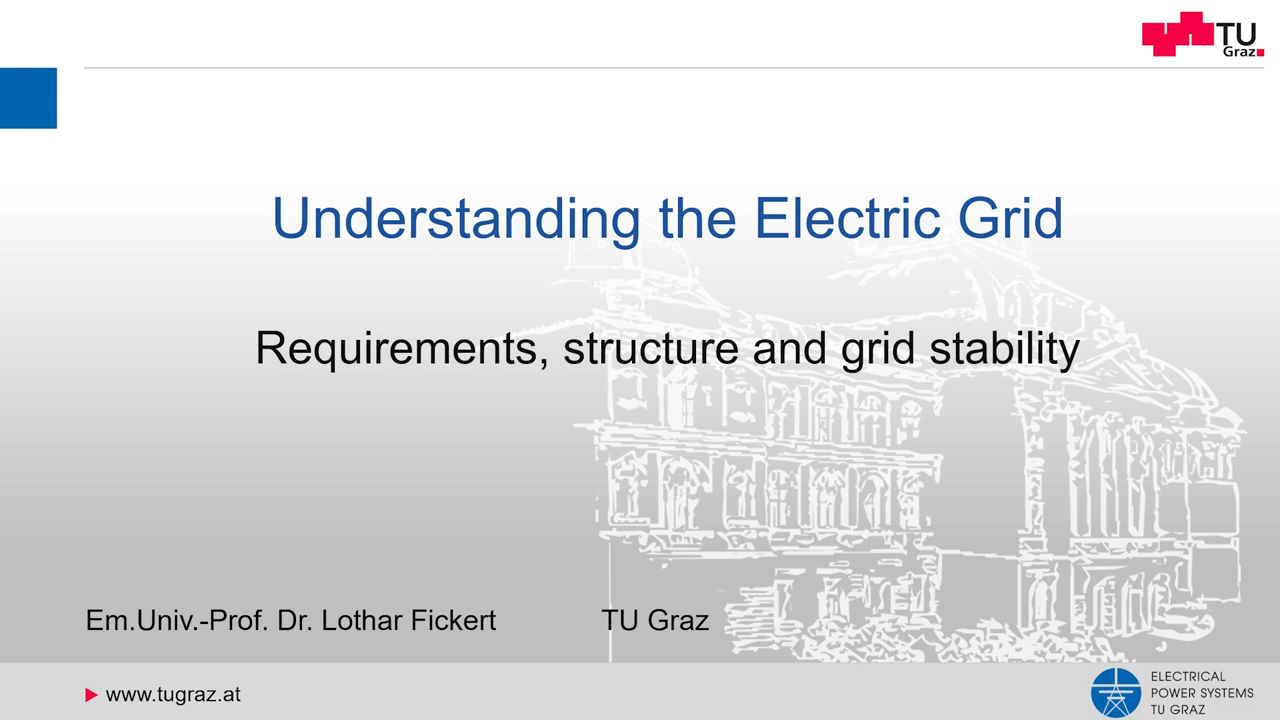 TU
Graz
Understanding the Electric Grid
Requirements, structure and grid stability
Em.Univ.-Prof. Dr. Lothar Fickert TU Graz
www.tugraz.at
ELECTRICAL
POWER SYSTEMS
TU GRAZ